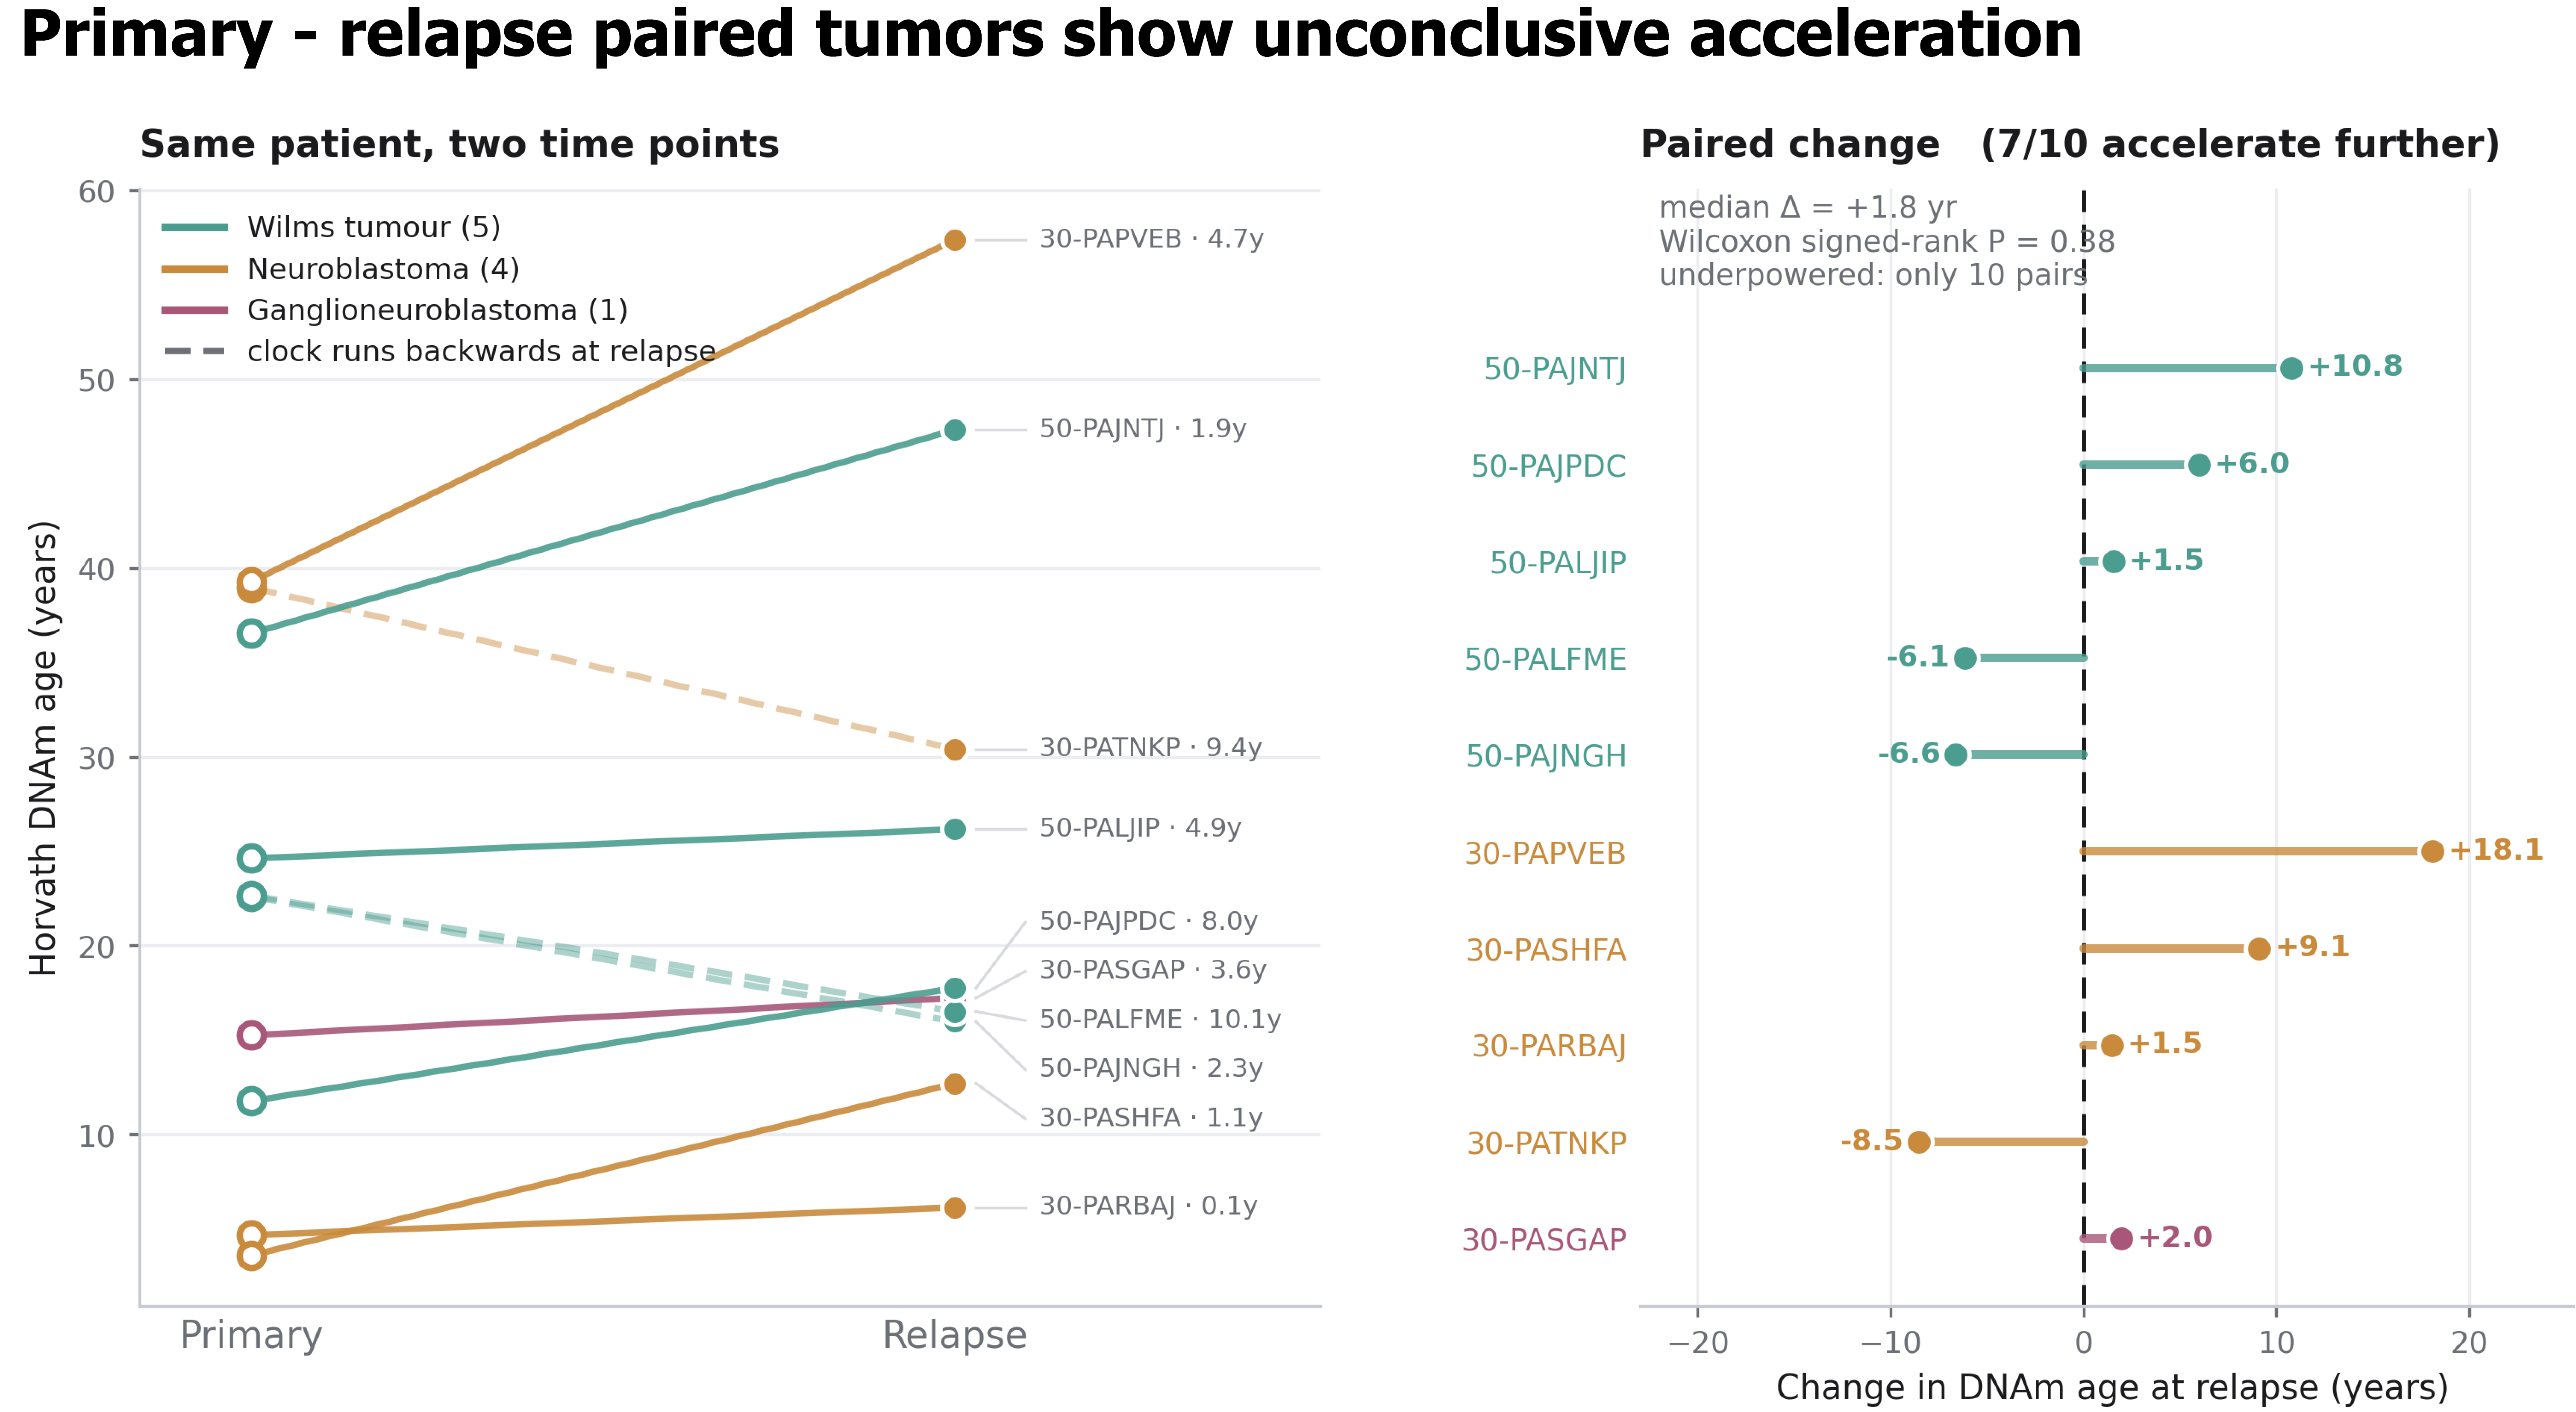 Primary - relapse paired tumors show unconclusive acceleration
Same patient, two time points
60
50
40
30
20
10
Horvath DNAm age (years)
Wilms tumour (5)
Neuroblastoma (4)
Ganglioneuroblastoma (1)
clock runs backwards at relapse
30-PAPVEB · 4.7y
50-PAJNTJ · 1.9y
30-PATNKP · 9.4y
50-PALJIP · 4.9y
50-PAJPDC · 8.0y
30-PASGAP · 3.6y
50-PALFME · 10.1y
50-PAJNGH · 2.3y
30-PASHFA · 1.1y
30-PARBAJ · 0.1y
Primary
Relapse
Paired change (7/10 accelerate further)
median Δ = +1.8 yr
Wilcoxon signed-rank P = 0.38
underpowered: only 10 pairs
50-PAJNTJ +10.8
50-PAJPDC +6.0
50-PALJIP +1.5
50-PALFME -6.1
50-PAJNGH -6.6
30-PAPVEB +18.1
30-PASHFA +9.1
30-PARBAJ +1.5
30-PATNKP -8.5
30-PASGAP +2.0
−20 −10 0 10 20
Change in DNAm age at relapse (years)